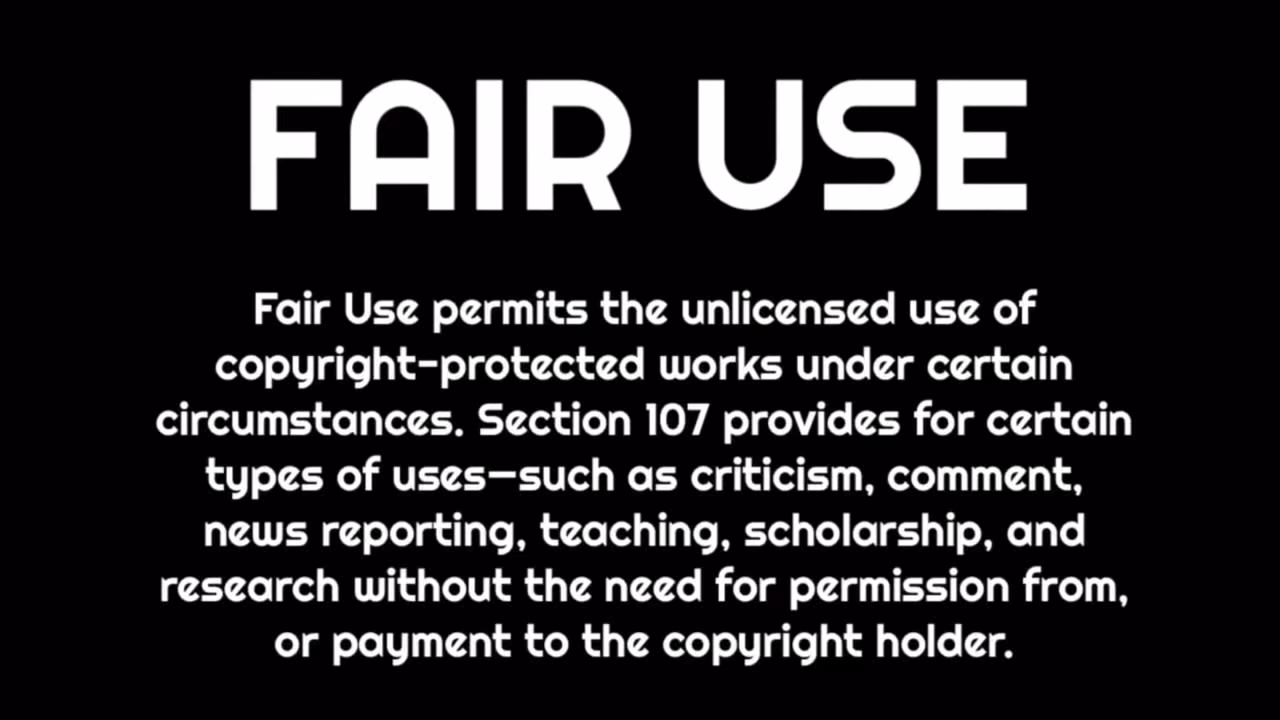 FAIR USE
Fair Use permits the unlicensed use of
copyright-protected works under certain
circumstances. Section 107 provides for certain
types of uses—such as criticism, comment,
news reporting, teaching, scholarship, and
research without the need for permission from,
or payment to the copyright holder.